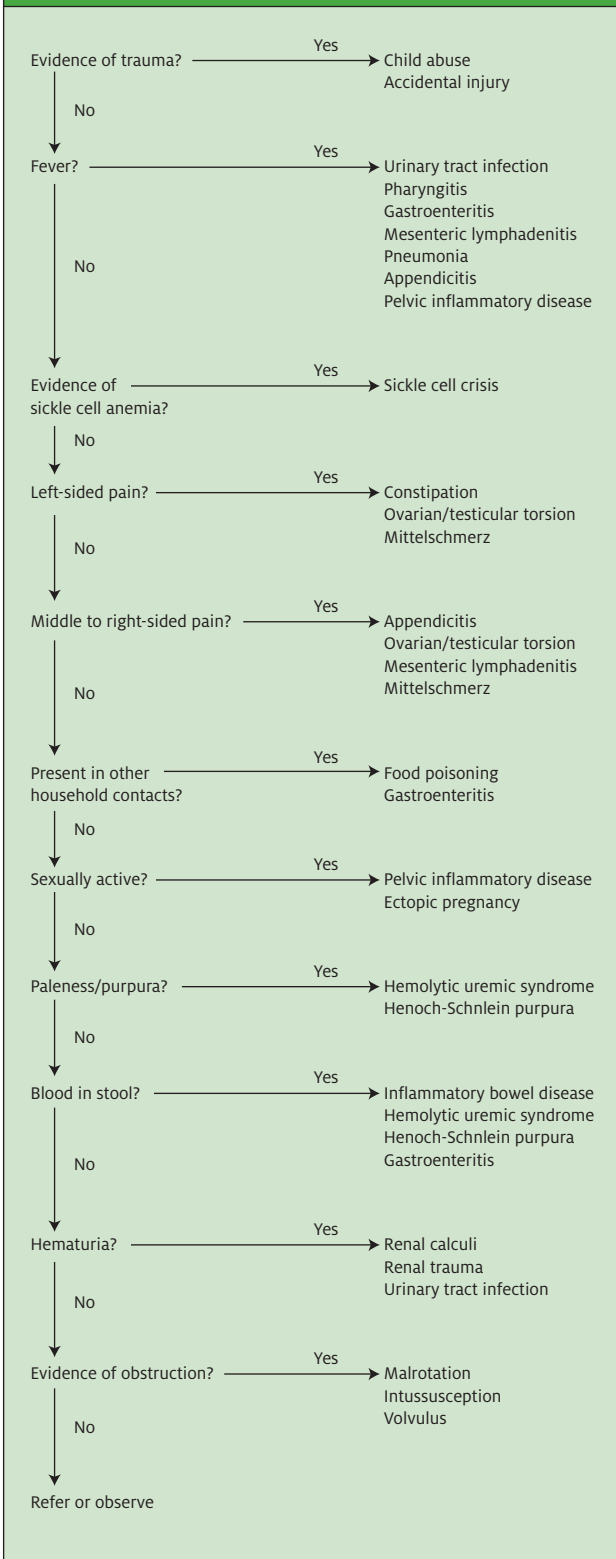 Evidence of trauma?
Yes
Child abuse
Accidental injury
No
Fever?
Yes
Urinary tract infection
Pharyngitis
Gastroenteritis
Mesenteric lymphadenitis
Pneumonia
Appendicitis
Pelvic inflammatory disease
No
Evidence of
sickle cell anemia?
Yes
Sickle cell crisis
No
Left-sided pain?
Yes
Constipation
Ovarian/testicular torsion
Mittelschmerz
No
Middle to right-sided pain?
Yes
Appendicitis
Ovarian/testicular torsion
Mesenteric lymphadenitis
Mittelschmerz
No
Present in other
household contacts?
Yes
Food poisoning
Gastroenteritis
No
Sexually active?
Yes
Pelvic inflammatory disease
Ectopic pregnancy
No
Paleness/purpura?
Yes
Hemolytic uremic syndrome
Henoch-Schnlein purpura
No
Blood in stool?
Yes
Inflammatory bowel disease
Hemolytic uremic syndrome
Henoch-Schnlein purpura
Gastroenteritis
No
Hematuria?
Yes
Renal calculi
Renal trauma
Urinary tract infection
No
Evidence of obstruction?
Yes
Malrotation
Intussusception
Volvulus
No
Refer or observe